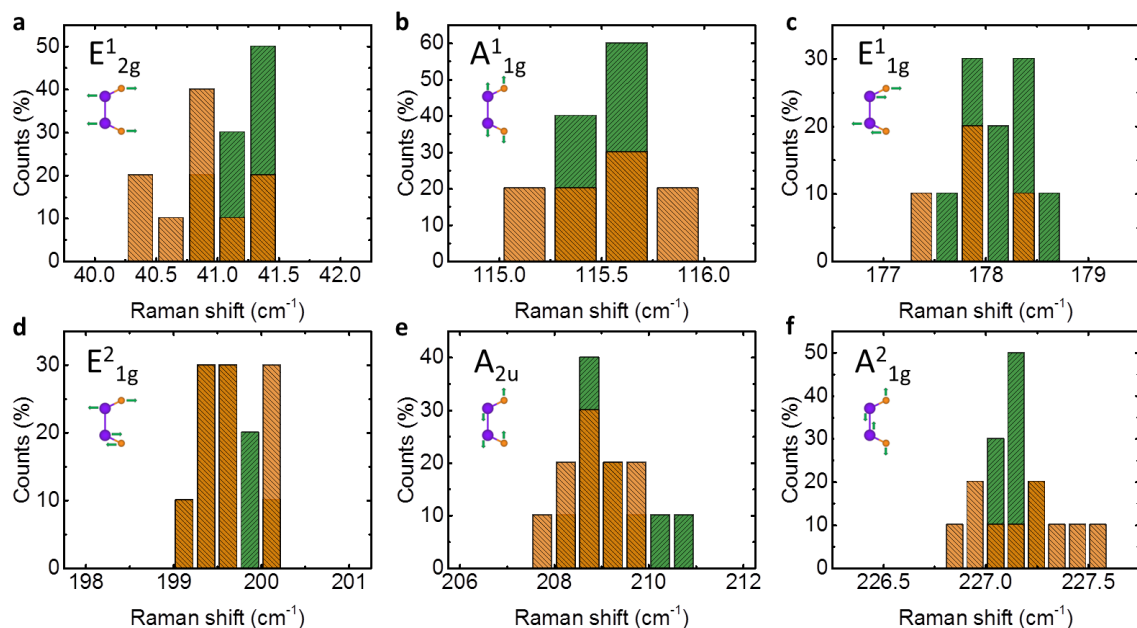 a
E¹₂g
Counts (%)
50
40
30
20
10
0
40.0 40.5 41.0 41.5 42.0
Raman shift (cm⁻¹)
b
A¹₁g
Counts (%)
60
50
40
30
20
10
0
115.0 115.5 116.0
Raman shift (cm⁻¹)
c
E¹₁g
Counts (%)
30
20
10
0
177 178 179
Raman shift (cm⁻¹)
d
E²₁g
Counts (%)
30
20
10
0
198 199 200 201
Raman shift (cm⁻¹)
e
A₂u
Counts (%)
40
30
20
10
0
206 208 210 212
Raman shift (cm⁻¹)
f
A²₁g
Counts (%)
50
40
30
20
10
0
226.5 227.0 227.5
Raman shift (cm⁻¹)